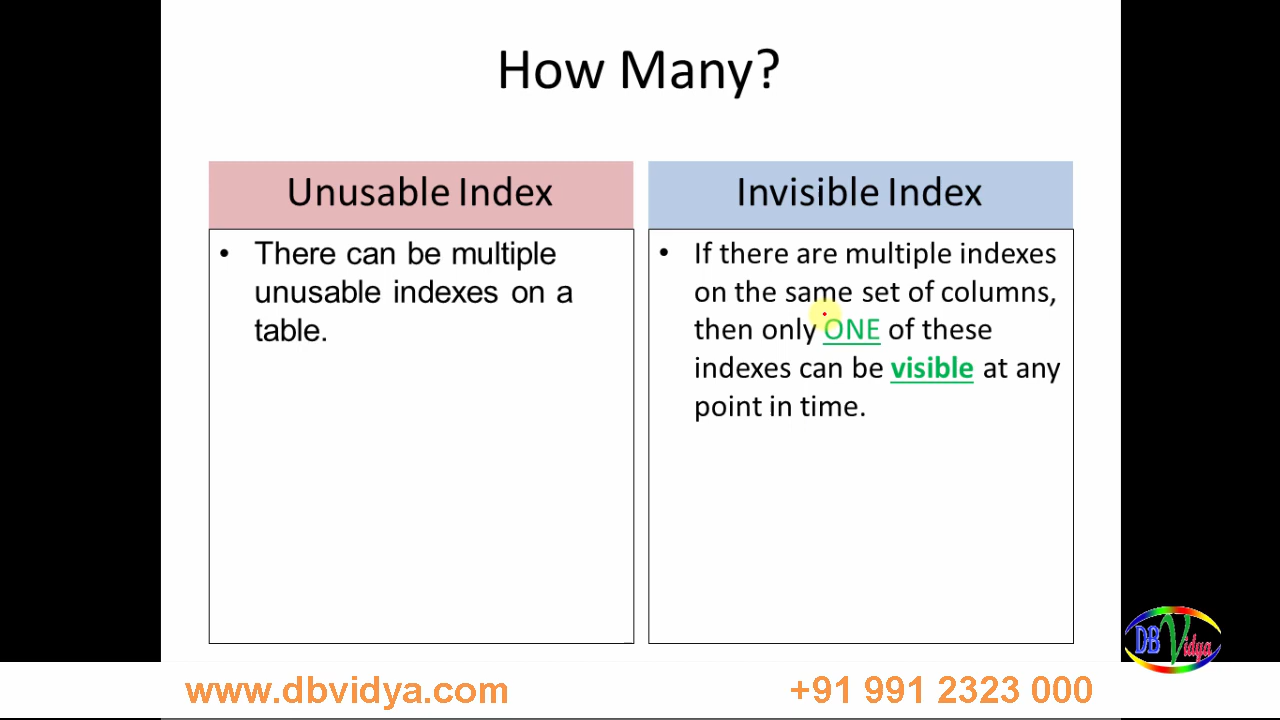 How Many?
Unusable Index
• There can be multiple
unusable indexes on a
table.
Invisible Index
• If there are multiple indexes
on the same set of columns,
then only ONE of these
indexes can be visible at any
point in time.
DB Vidya
www.dbvidya.com
+91 991 2323 000